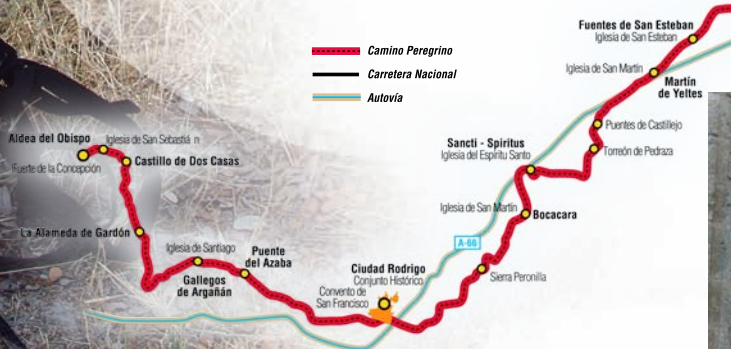 Camino Peregrino
Carretera Nacional
Autovía
Fuentes de San Esteban
Iglesia de San Esteban
Iglesia de San Martín
Martín
de Yeltes
Puentes de Castillejo
Sancti - Spiritus
Iglesia del Espíritu Santo
Torreón de Pedraza
Aldea del Obispo
Iglesia de San Sebastiá n
Castillo de Dos Casas
Fuerte de la Concepción
Iglesia de San Martín
Bocacara
La Alameda de Gardón
A-66
Iglesia de Santiago
Puente
del Azaba
Gallegos
de Argañán
Ciudad Rodrigo
Conjunto Histórico
Convento de
San Francisco
Sierra Peronilla